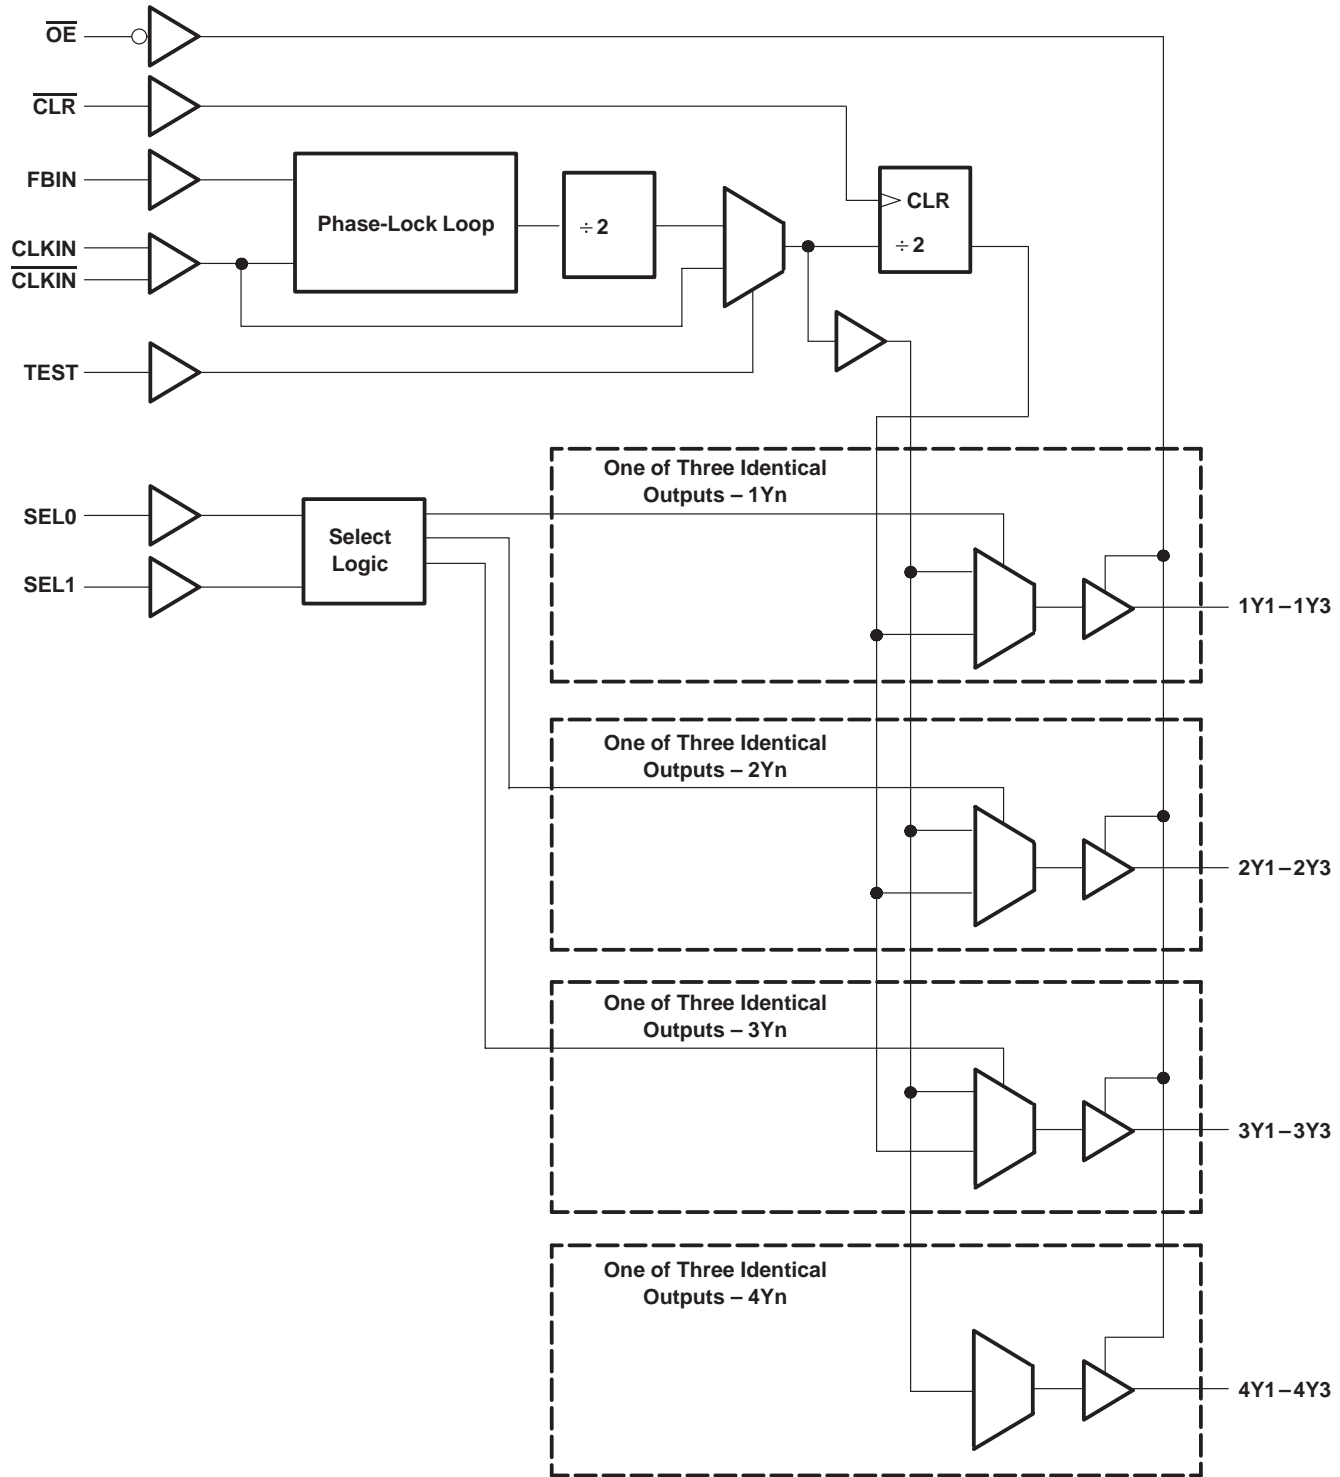 OE
CLR
FBIN
CLKIN
CLKIN
TEST
Phase-Lock Loop
÷ 2
CLR
÷ 2
SEL0
SEL1
Select
Logic
One of Three Identical
Outputs – 1Yn
1Y1–1Y3
One of Three Identical
Outputs – 2Yn
2Y1–2Y3
One of Three Identical
Outputs – 3Yn
3Y1–3Y3
One of Three Identical
Outputs – 4Yn
4Y1–4Y3